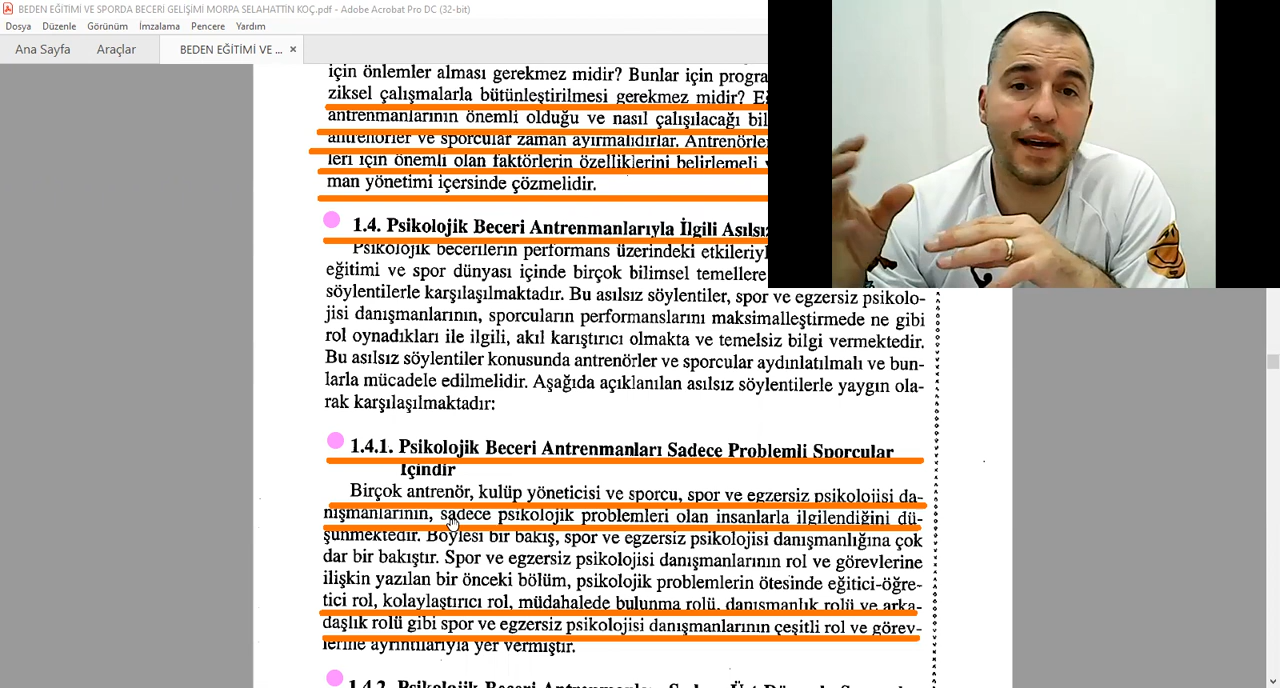 BEDEN EĞİTİMİ VE SPORDA BECERİ GELİŞİMİ MORPA SELAHATTİN KOÇ.pdf - Adobe Acrobat Pro DC (32-bit)
Dosya Düzenle Görünüm İmzalama Pencere Yardım
Ana Sayfa Araçlar BEDEN EĞİTİMİ VE ... ×
için önlemler alması gerekmez midir? Bunlar için progra
ziksel çalışmalarla bütünleştirilmesi gerekmez midir?
antrenmanlarının önemli olduğu ve nasıl çalışılacağı bil
antrenörler ve sporcular zaman ayırmalıdırlar. Antrenörle
leri için önemli olan faktörlerin özelliklerini belirlemeli
man yönetimi içersinde çözmelidir.
1.4. Psikolojik Beceri Antrenmanlarıyla İlgili Asılsız
Psikolojik becerilerin performans üzerindeki etkileriyl
eğitimi ve spor dünyası içinde birçok bilimsel temellere
söylentilerle karşılaşılmaktadır. Bu asılsız söylentiler, spor ve egzersiz psikolo-
jisi danışmanlarının, sporcuların performanslarını maksimalleştirmede ne gibi
rol oynadıkları ile ilgili, akıl karıştırıcı olmakta ve temelsiz bilgi vermektedir.
Bu asılsız söylentiler konusunda antrenörler ve sporcular aydınlatılmalı ve bun-
larla mücadele edilmelidir. Aşağıda açıklanılan asılsız söylentilerle yaygın ola-
rak karşılaşılmaktadır:
1.4.1. Psikolojik Beceri Antrenmanları Sadece Problemli Sporcular
İçindir
Birçok antrenör, kulüp yöneticisi ve sporcu, spor ve egzersiz psikolojisi da-
nışmanlarının, sadece psikolojik problemleri olan insanlarla ilgilendiğini dü-
şünmektedir. Böylesi bir bakış, spor ve egzersiz psikolojisi danışmanlığına çok
dar bir bakıştır. Spor ve egzersiz psikolojisi danışmanlarının rol ve görevlerine
ilişkin yazılan bir önceki bölüm, psikolojik problemlerin ötesinde eğitici-öğre-
tici rol, kolaylaştırıcı rol, müdahalede bulunma rolü, danışmanlık rolü ve arka-
daşlık rolü gibi spor ve egzersiz psikolojisi danışmanlarının çeşitli rol ve görev-
lerine ayrıntılarıyla yer vermiştir.
1.4.2. Psikolojik Beceri Antrenmanları Sadece Üst Düzeyde